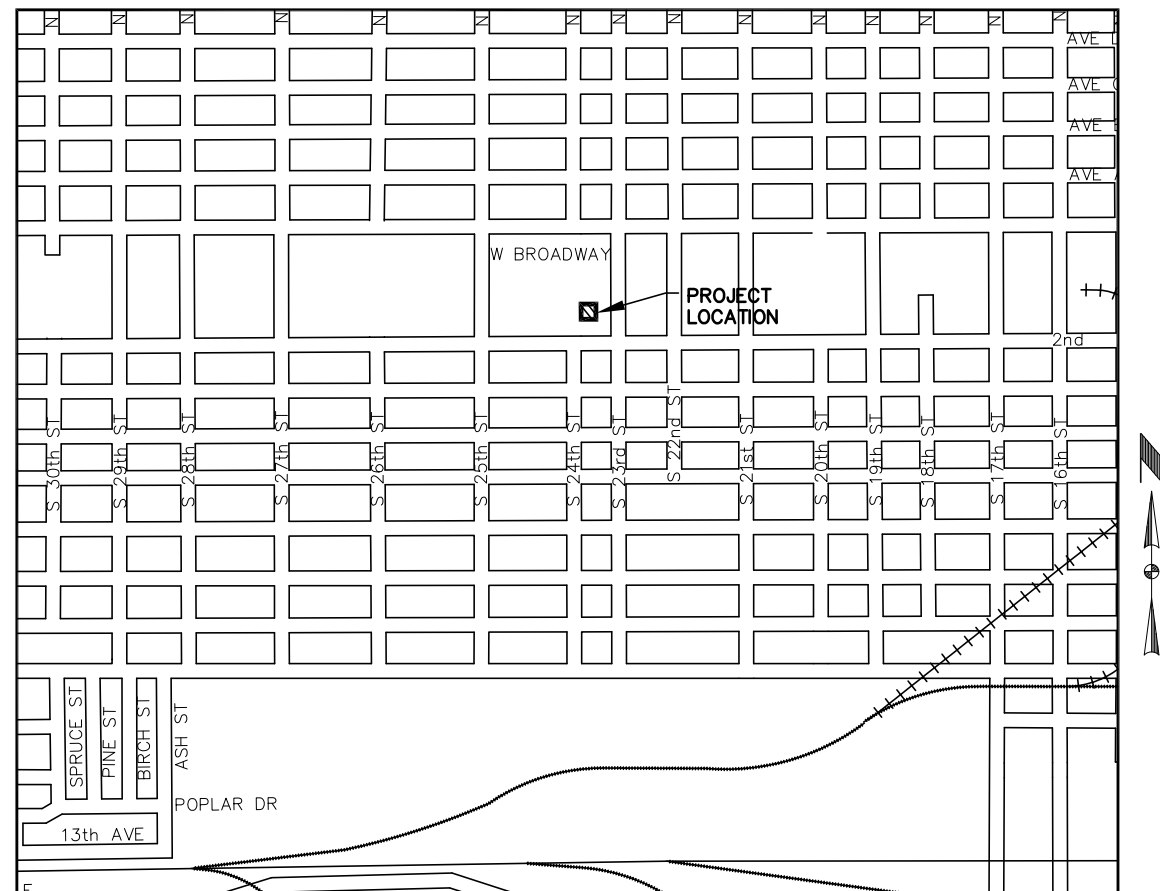 N N N N N N N N N N N N N N N
AVE
AVE
AVE
AVE
W BROADWAY
PROJECT
LOCATION
2nd
S 30th ST
S 29th ST
S 28th ST
S 27th ST
S 26th ST
S 25th ST
S 24th ST
S 23rd ST
S 22nd ST
S 21st ST
S 20th ST
S 19th ST
S 18th ST
S 17th ST
S 16th ST
SPRUCE ST
PINE ST
BIRCH ST
ASH ST
POPLAR DR
13th AVE